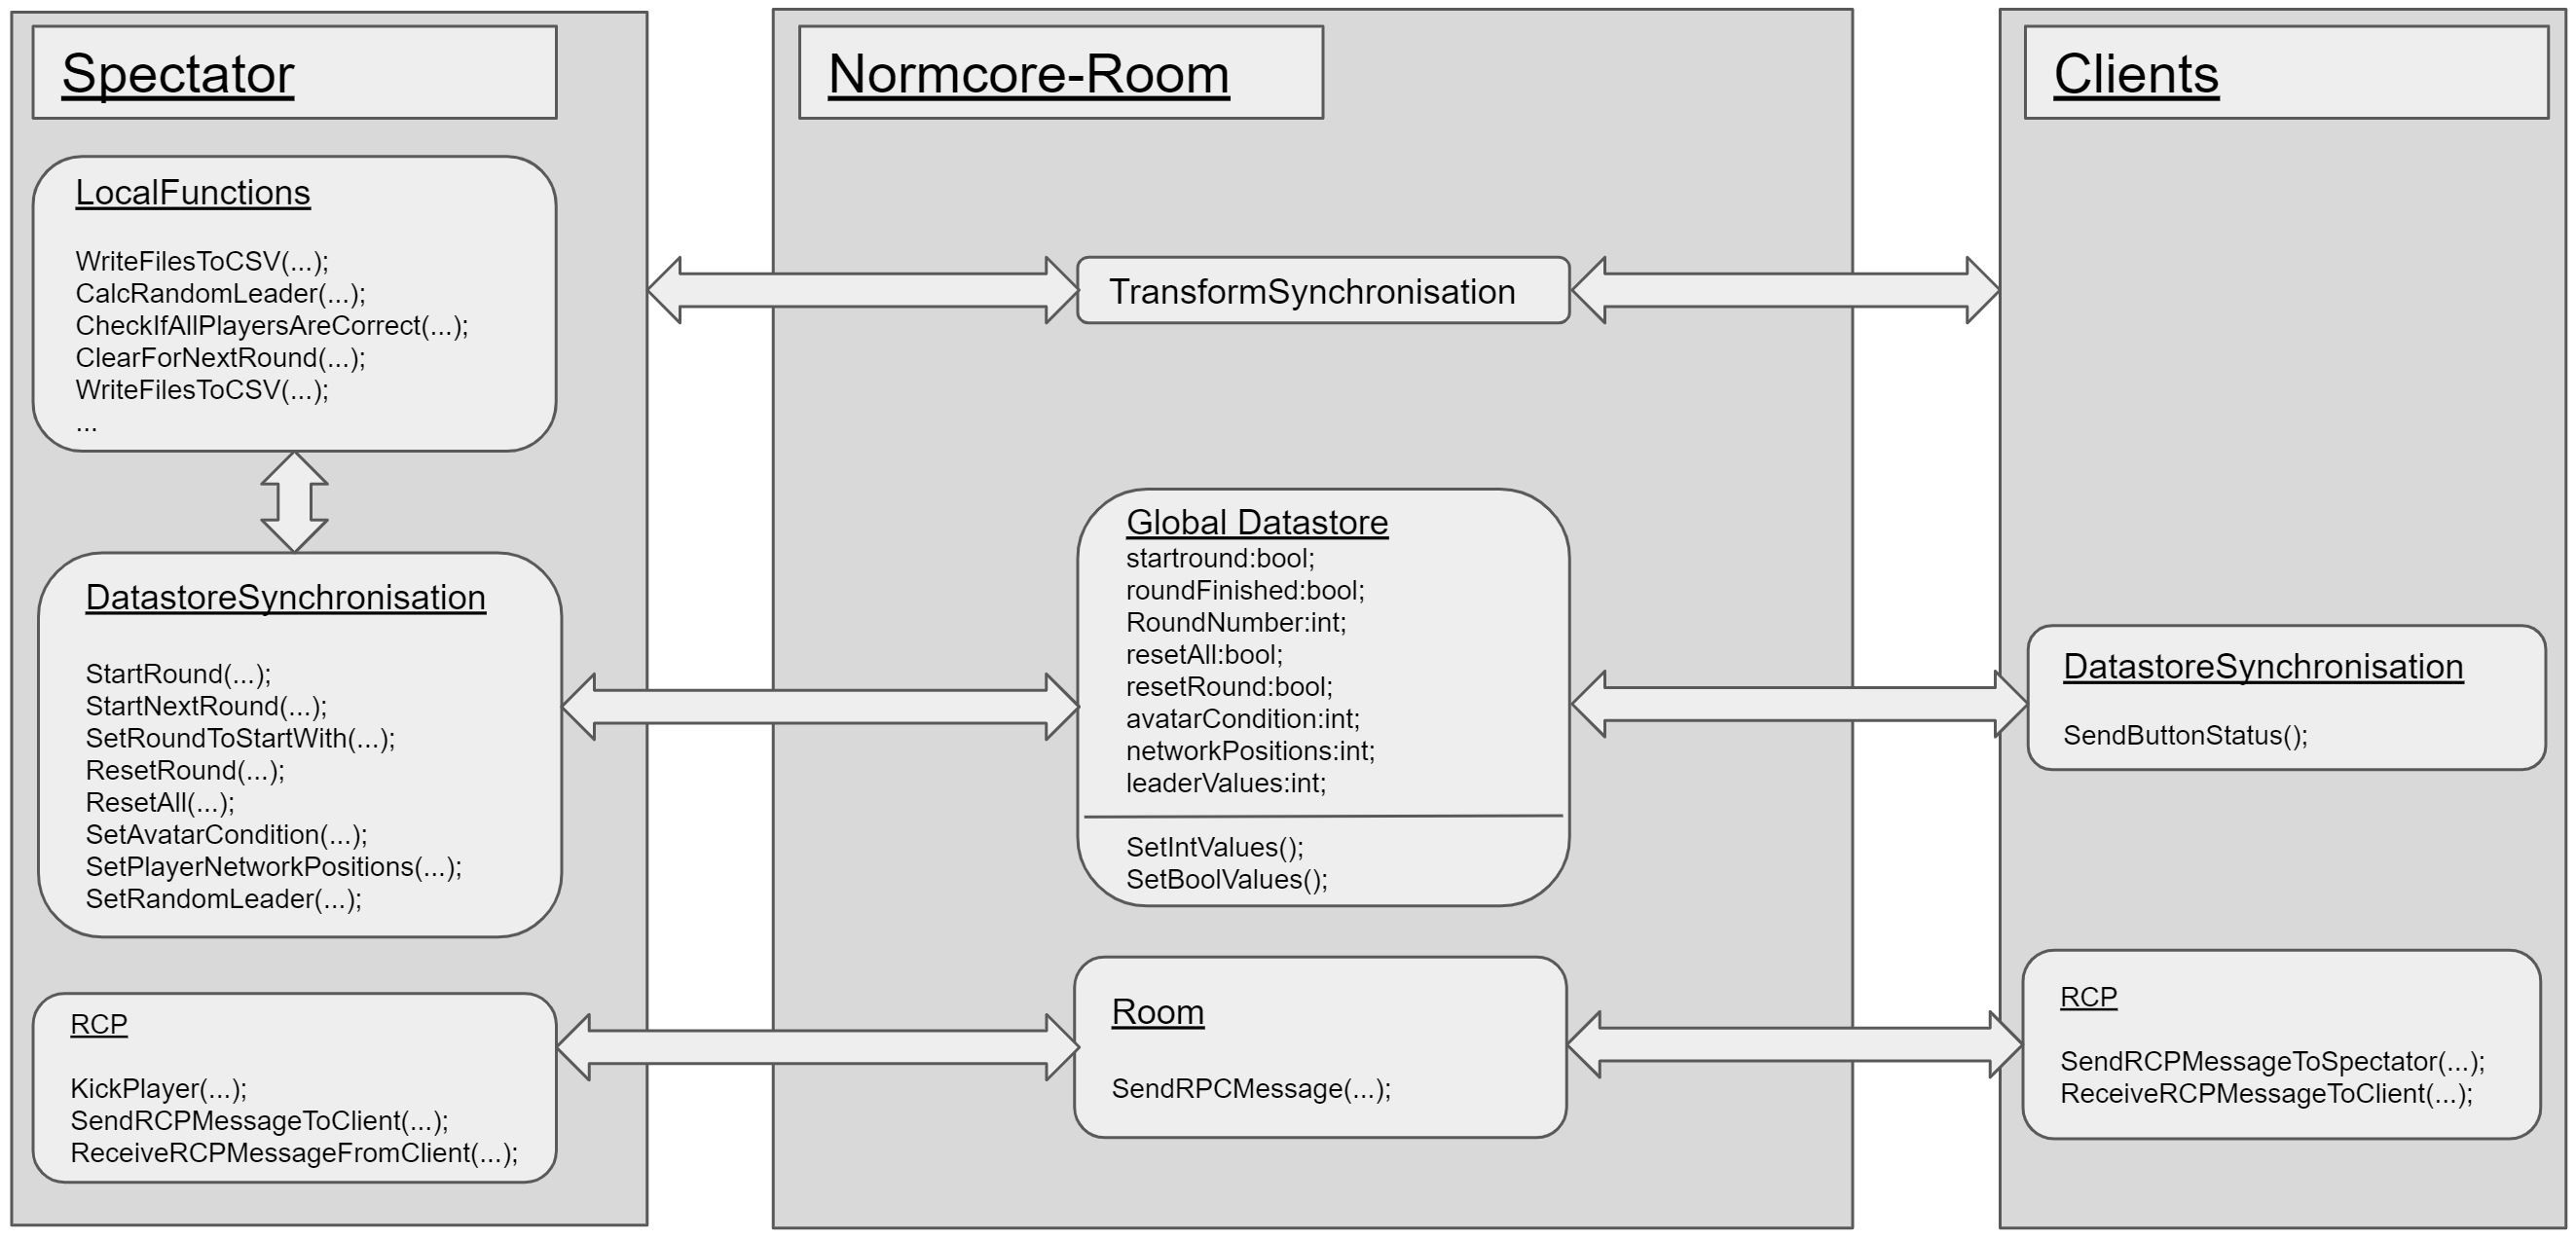 Spectator
LocalFunctions
WriteFilesToCSV(...);
CalcRandomLeader(...);
CheckIfAllPlayersAreCorrect(...);
ClearForNextRound(...);
WriteFilesToCSV(...);
...
DatastoreSynchronisation
StartRound(...);
StartNextRound(...);
SetRoundToStartWith(...);
ResetRound(...);
ResetAll(...);
SetAvatarCondition(...);
SetPlayerNetworkPositions(...);
SetRandomLeader(...);
RCP
KickPlayer(...);
SendRCPMessageToClient(...);
ReceiveRCPMessageFromClient(...);
Normcore-Room
TransformSynchronisation
Global Datastore
startround:bool;
roundFinished:bool;
RoundNumber:int;
resetAll:bool;
resetRound:bool;
avatarCondition:int;
networkPositions:int;
leaderValues:int;
SetIntValues();
SetBoolValues();
Room
SendRPCMessage(...);
Clients
DatastoreSynchronisation
SendButtonStatus();
RCP
SendRCPMessageToSpectator(...);
ReceiveRCPMessageToClient(...);